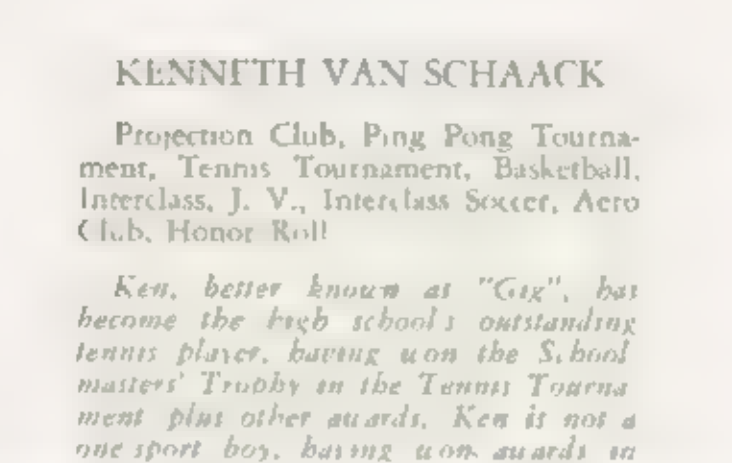 KENNETH VAN SCHAACK
Projection Club, Ping Pong Tourna-
ment, Tennis Tournament, Basketball,
Interclass, J. V., Interclass Soccer, Aero
Club, Honor Roll
Ken, better known as "Gig", has
become the high school's outstanding
tennis player, having won the School
masters' Trophy in the Tennis Tourna
ment plus other awards. Ken is not a
one sport boy, having won awards in